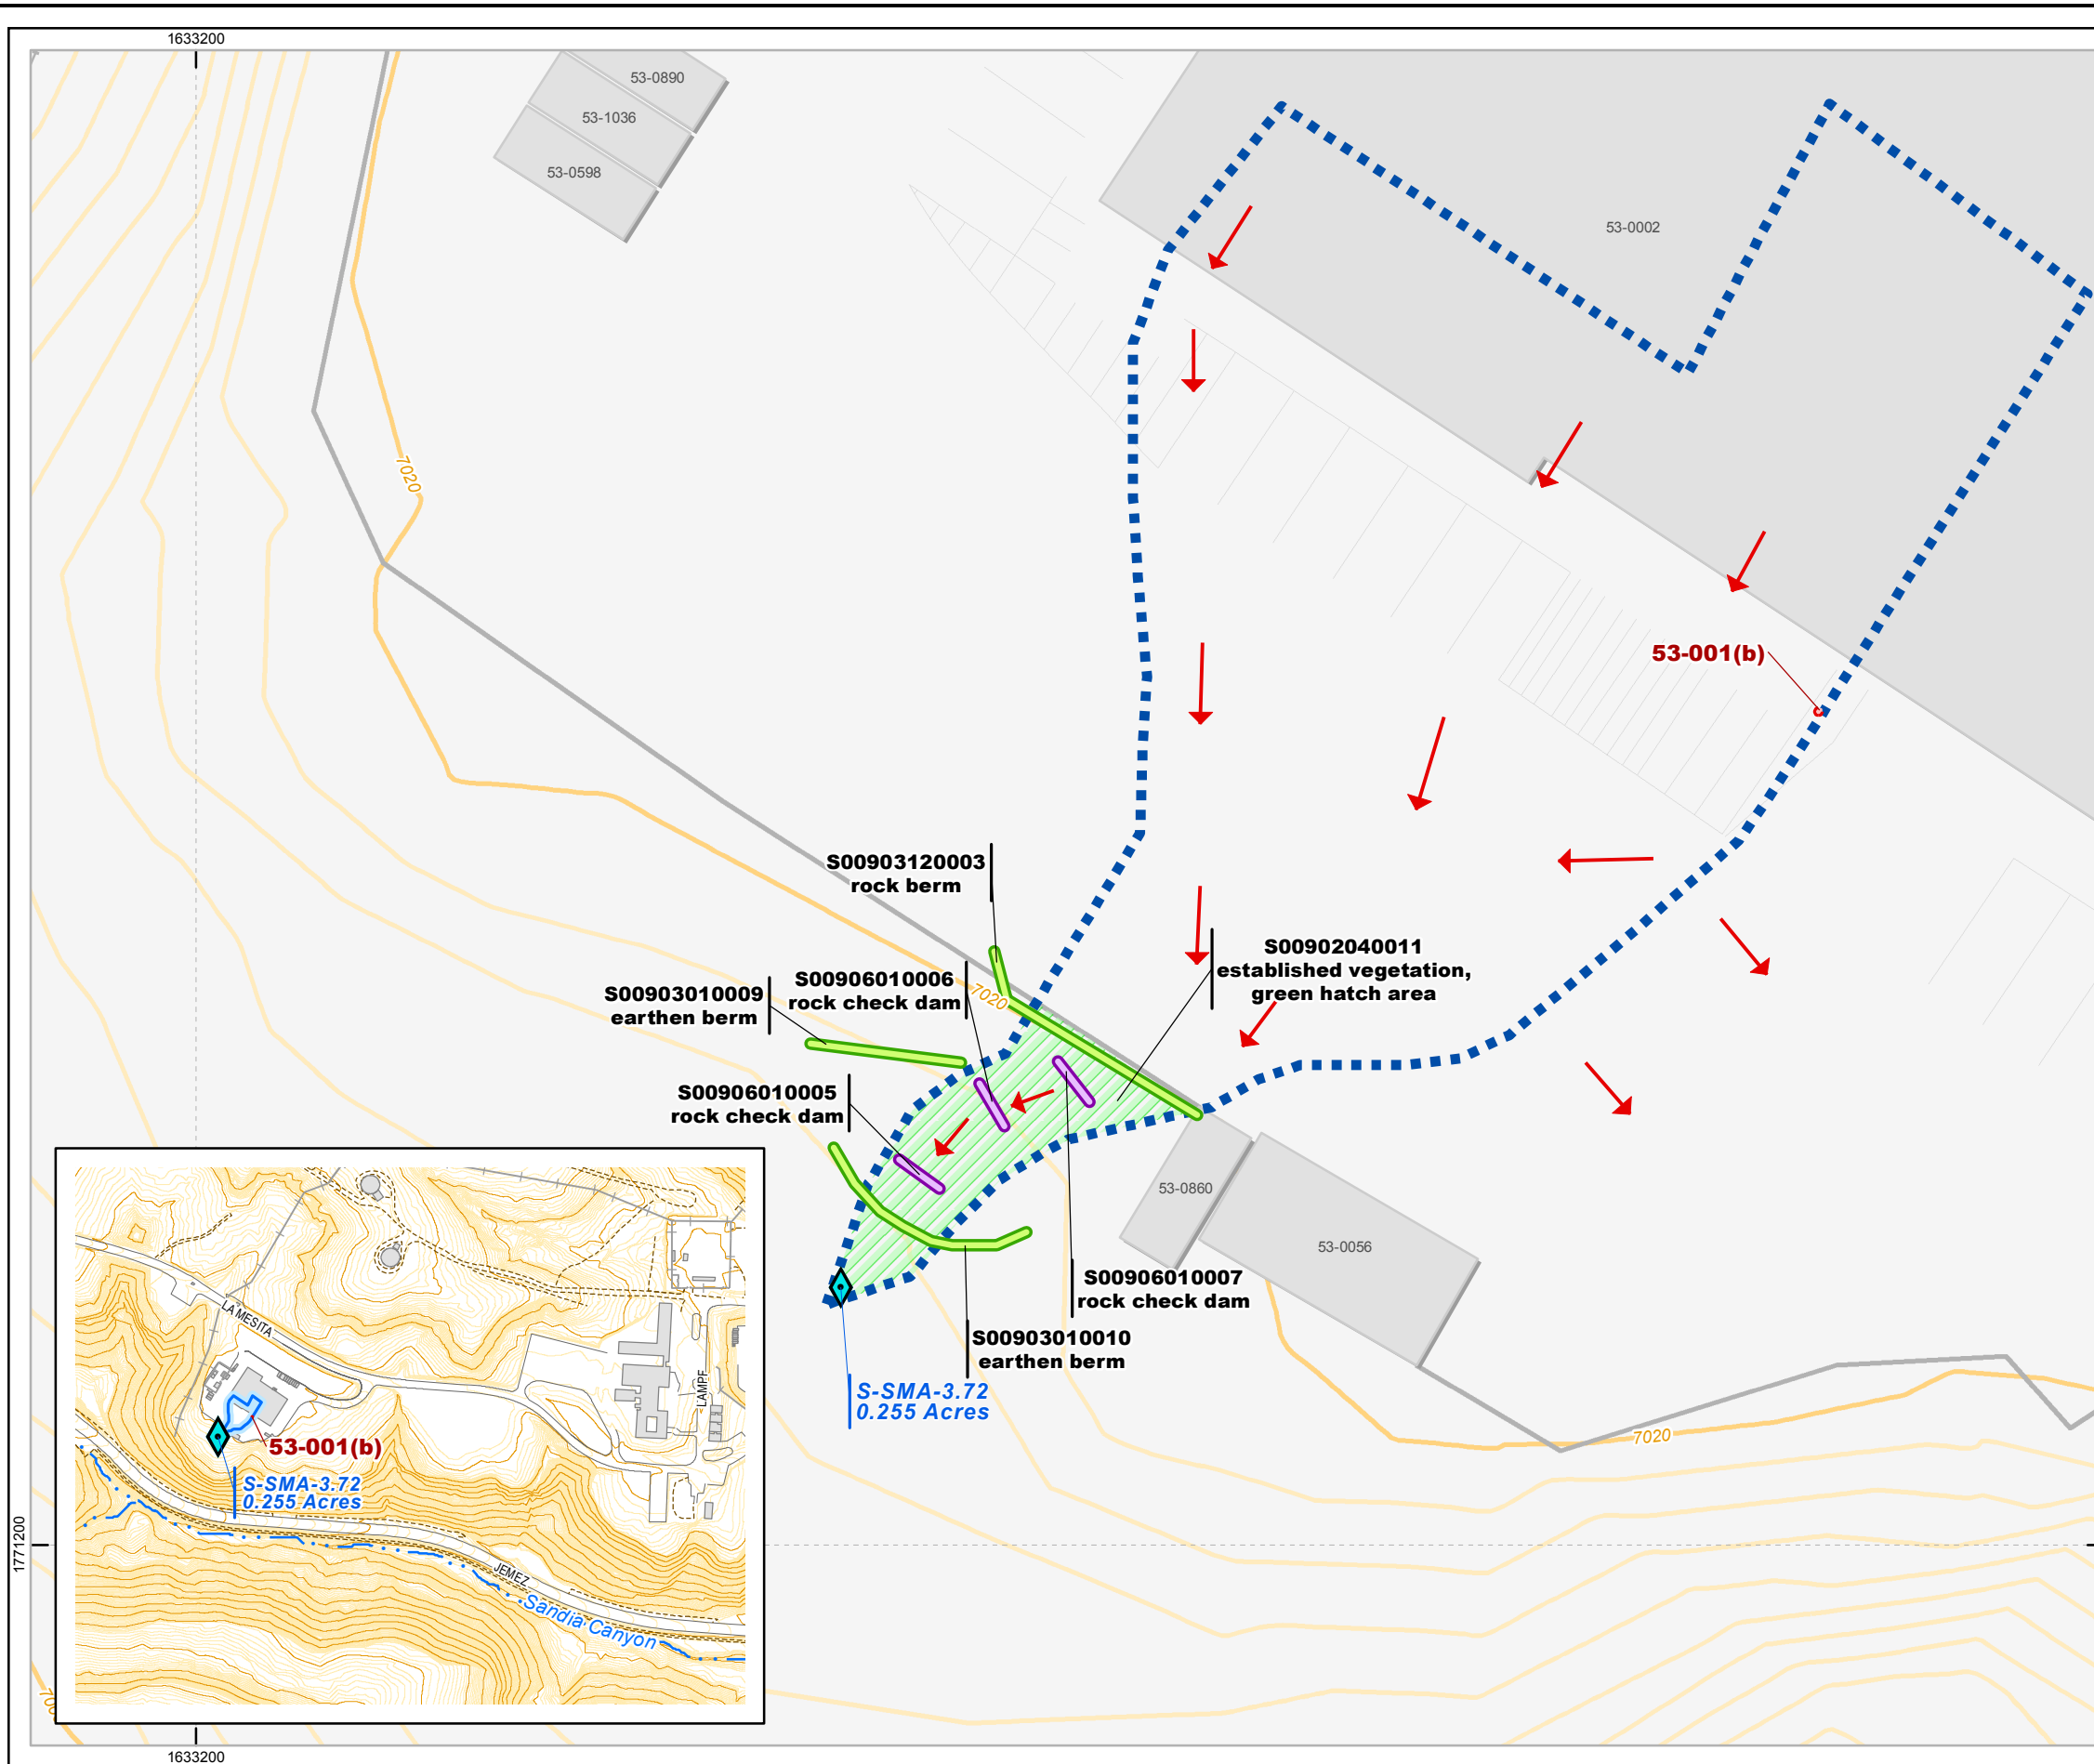 1633200
53-0890
53-1036
53-0598
53-0002
7020
53-001(b)
S00903120003
rock berm
S00902040011
established vegetation,
green hatch area
S00906010006
rock check dam
7020
S00903010009
earthen berm
S00906010005
rock check dam
53-0860
53-0056
S00906010007
rock check dam
S00903010010
earthen berm
S-SMA-3.72
0.255 Acres
7020
LA MESITA
LAMPF
53-001(b)
S-SMA-3.72
0.255 Acres
JEMEZ
Sandia Canyon
1771200
1633200